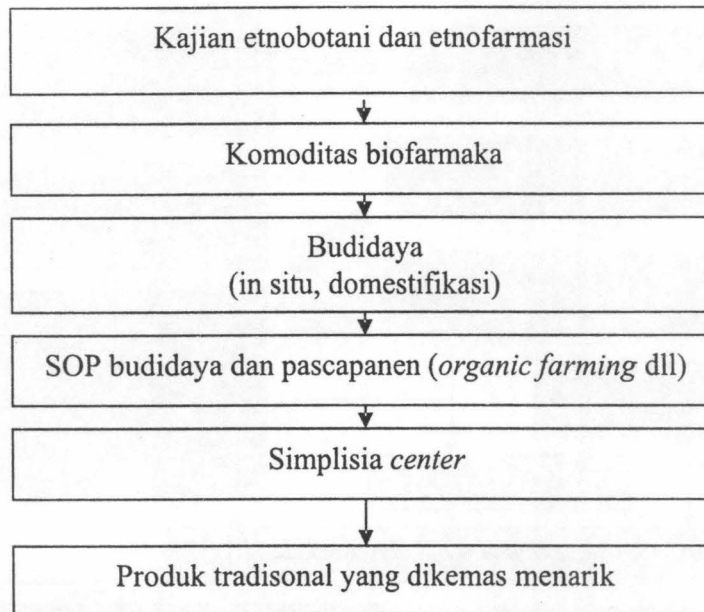 Kajian etnobotani dan etnofarmasi
Komoditas biofarmaka
Budidaya
(in situ, domestifikasi)
SOP budidaya dan pascapanen (organic farming dll)
Simplisia center
Produk tradisonal yang dikemas menarik